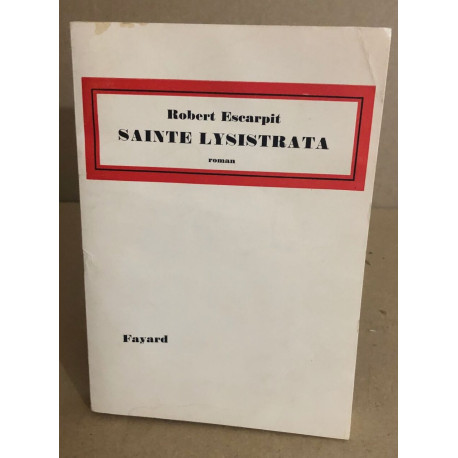 Robert Escarpit
SAINTE LYSISTRATA
roman
Fayard